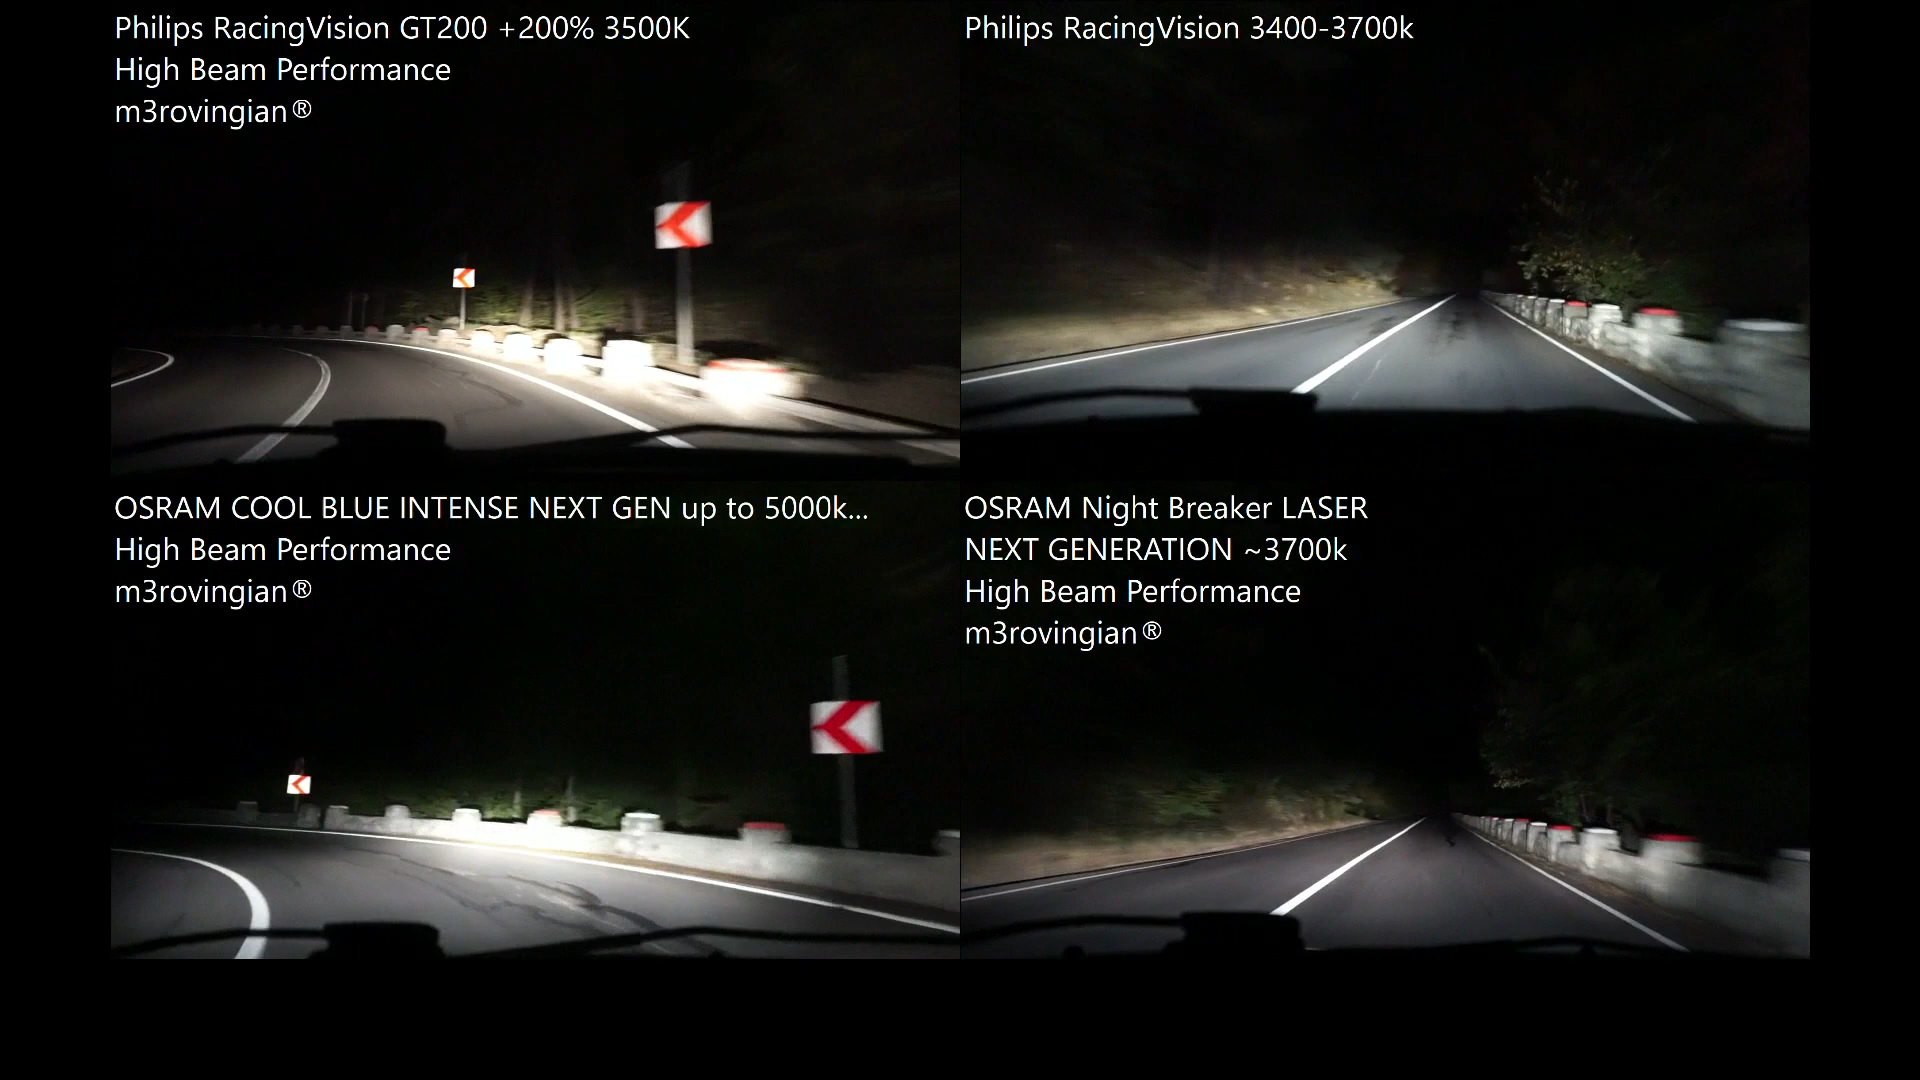 Philips RacingVision GT200 +200% 3500K
High Beam Performance
m3rovingian®
Philips RacingVision 3400-3700k
OSRAM COOL BLUE INTENSE NEXT GEN up to 5000k...
High Beam Performance
m3rovingian®
OSRAM Night Breaker LASER
NEXT GENERATION ~3700k
High Beam Performance
m3rovingian®